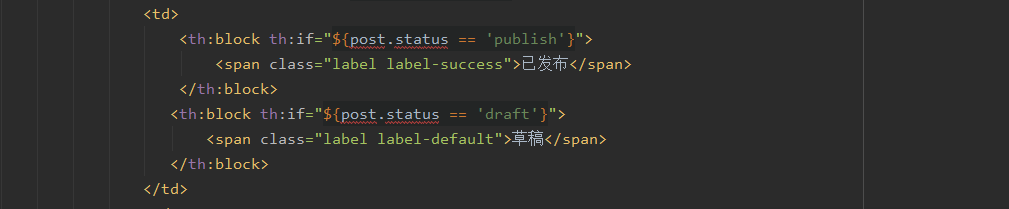 <td>
<th:block th:if="${post.status == 'publish'}">
<span class="label label-success">已发布</span>
</th:block>
<th:block th:if="${post.status == 'draft'}">
<span class="label label-default">草稿</span>
</th:block>
</td>